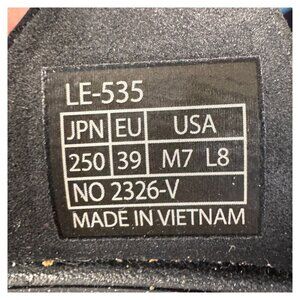 LE-535
JPN EU USA
250 39 M7 L8
NO 2326-V
MADE IN VIETNAM